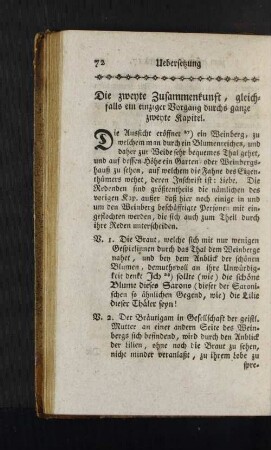 72 Uebersetzung
Die zweyte Zusammenkunft, gleich-
falls ein einziger Vorgang durchs ganze
zweyte Kapitel.
Die Aussicht eröffnet ²⁷) ein Weinberg, zu
welchem man durch ein Blumenreiches, und
daher zur Weide sehr bequemes Thal gehet,
und auf dessen Höhe ein Garten- oder Weinbergs-
hauß zu sehen, auf welchem die Fahne des Eigen-
thümers wehet, deren Inschrift ist: Liebe. Die
Redenden sind größtentheils die nämlichen des
vorigen Kap. ausser daß hier noch einige in und
um den Weinberg beschäftigte Personen mit ein-
geflochten werden, die sich auch zum Theil durch
ihre Reden unterscheiden.
V. 1. Die Braut, welche sich mit nur wenigen
Gespielinnen durch das Thal dem Weinberge
nahet, und bey dem Anblick der schönen
Blumen, demuthsvoll an ihre Unwürdig-
keit denkt Ich ²⁸) sollte (wie) die schöne
Blume dieses Sarons (dieser der Saroni-
schen so ähnlichen Gegend, wie) die Lilie
dieser Thäler seyn!
V. 2. Der Bräutigam in Gesellschaft der geistl.
Mutter an einer andern Seite des Wein-
bergs sich befindend, wird durch den Anblick
der Lilien, ohne noch die Braut zu sehen,
nicht minder veranlaßt, zu ihrem Lobe zu
spre-